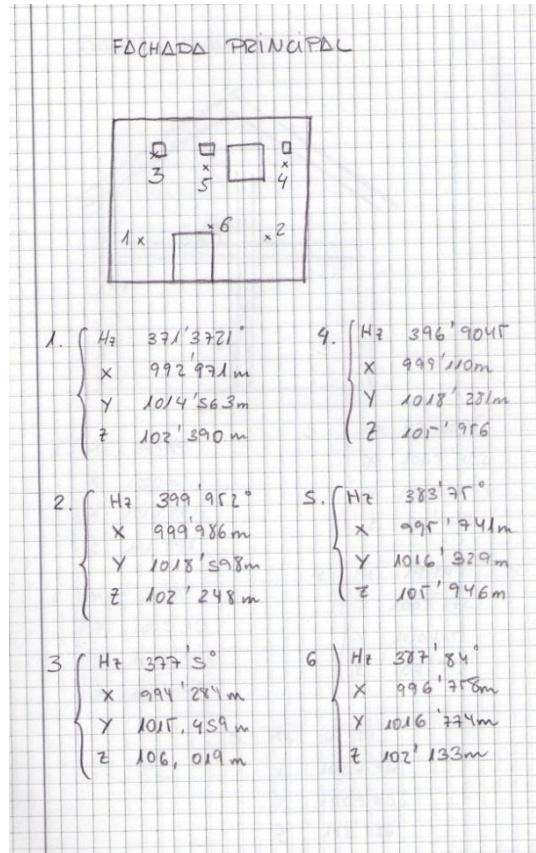 FACHADA PRINCIPAL
3
5
4
1 x
x 6
x 2
1. { Hz 371'3721°
X 992'971 m
Y 1014'563 m
Z 102'390 m
4. { Hz 396'9045
X 999'110 m
Y 1018'281 m
Z 105'956
2. { Hz 399'952°
X 999'986 m
Y 1018'598 m
Z 102'248 m
5. { Hz 383'75°
X 995'741 m
Y 1016'329 m
Z 105'946 m
3 { Hz 377'5°
X 994'284 m
Y 1015,459 m
Z 106,019 m
6 { Hz 387'84°
X 996'758 m
Y 1016'774 m
Z 102'133 m